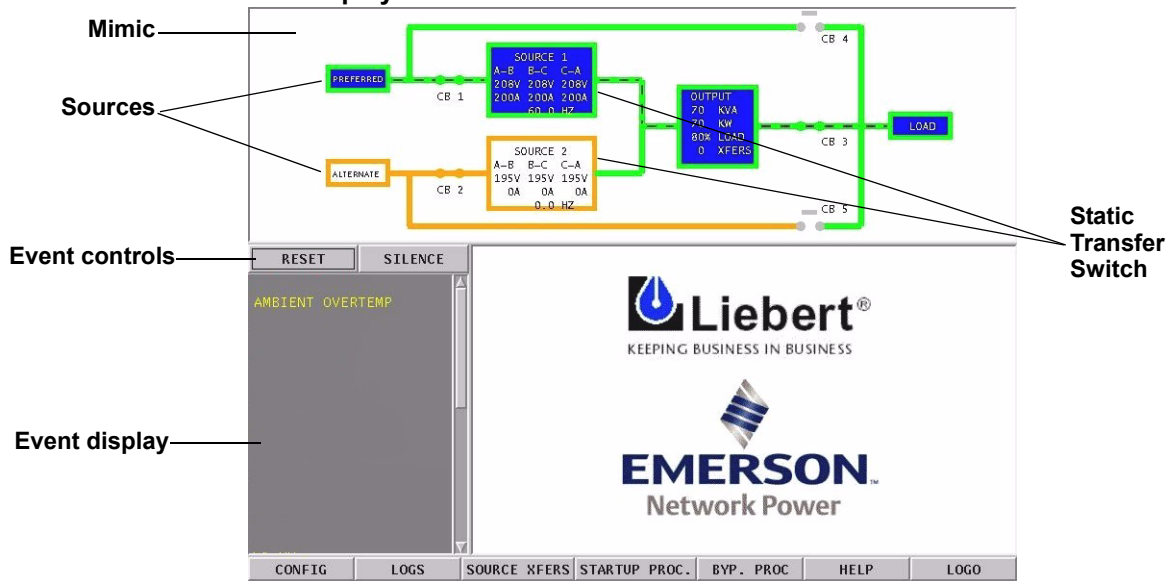 Mimic
Sources
Event controls
Event display
Static
Transfer
Switch
PREFERRED
CB 1
SOURCE 1
A-B B-C C-A
208V 208V 208V
200A 200A 200A
60.0 HZ
CB 4
OUTPUT
70 KVA
70 KW
80% LOAD
0 XFERS
CB 3
LOAD
ALTERNATE
CB 2
SOURCE 2
A-B B-C C-A
195V 195V 195V
0A 0A 0A
0.0 HZ
CB 5
RESET SILENCE
AMBIENT OVERTEMP
Liebert®
KEEPING BUSINESS IN BUSINESS
EMERSON™
Network Power
CONFIG LOGS SOURCE XFERS STARTUP PROC. BYP. PROC HELP LOGO